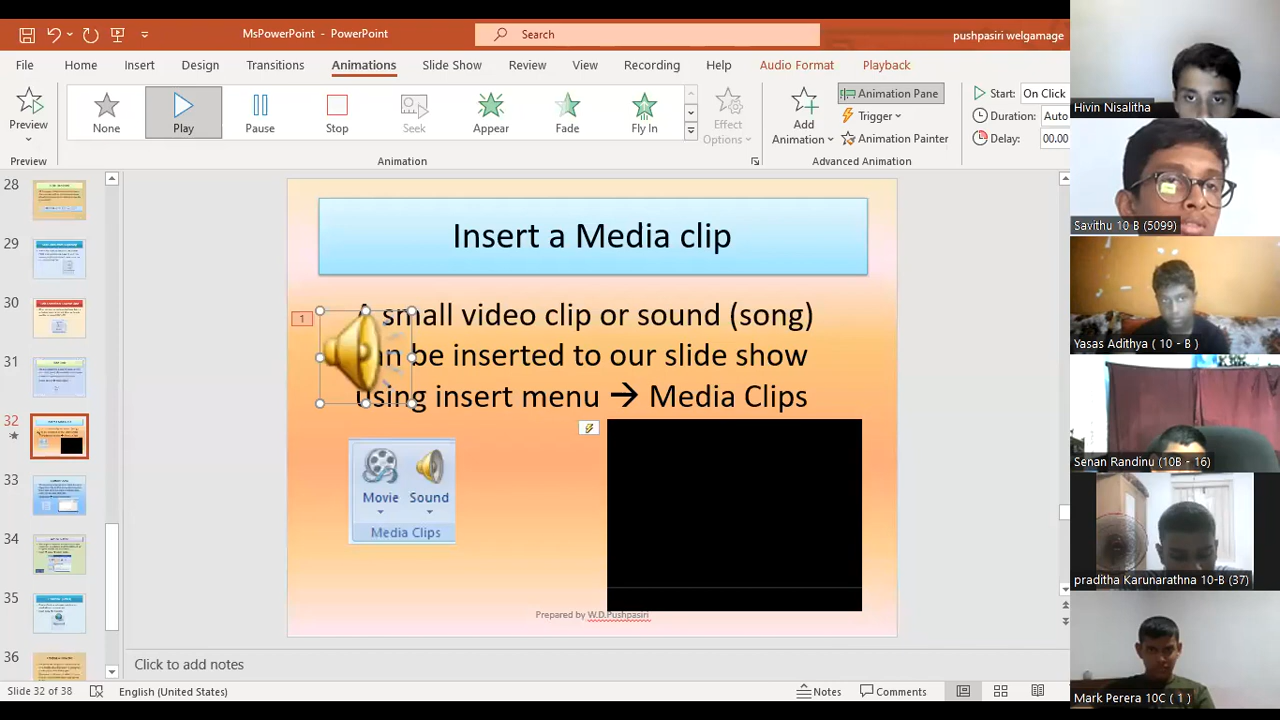 MsPowerPoint - PowerPoint
Search
pushpasiri welgamage
File Home Insert Design Transitions Animations Slide Show Review View Recording Help Audio Format Playback
Preview
None
Play
Pause
Stop
Seek
Appear
Fade
Fly In
Effect Options
Add Animation
Animation Pane
Trigger
Animation Painter
Start: On Click
Duration: Auto
Delay: 00.00
Preview
Animation
Advanced Animation
28
29
30
31
32
33
34
35
36
Insert a Media clip
1
small video clip or sound (song)
be inserted to our slide show
using insert menu → Media Clips
Movie Sound
Media Clips
Prepared by W.D.Pushpasiri
Click to add notes
Slide 32 of 38
English (United States)
Notes
Comments
Hivin Nisalitha
Savithu 10 B (5099)
Yasas Adithya ( 10 - B )
Senan Randinu (10B - 16)
praditha Karunarathna 10-B (37)
Mark Perera 10C ( 1 )